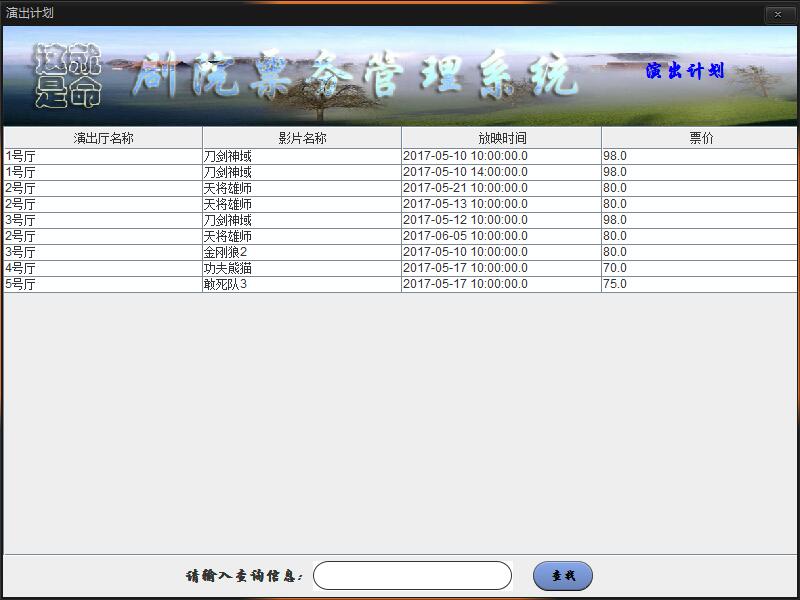 演出计划
这就是命
剧院票务管理系统
演出计划
演出厅名称 影片名称 放映时间 票价
1号厅 刀剑神域 2017-05-10 10:00:00.0 98.0
1号厅 刀剑神域 2017-05-10 14:00:00.0 98.0
2号厅 天将雄师 2017-05-21 10:00:00.0 80.0
2号厅 天将雄师 2017-05-13 10:00:00.0 80.0
3号厅 刀剑神域 2017-05-12 10:00:00.0 98.0
2号厅 天将雄师 2017-06-05 10:00:00.0 80.0
3号厅 金刚狼2 2017-05-10 10:00:00.0 80.0
4号厅 功夫熊猫 2017-05-17 10:00:00.0 70.0
5号厅 敢死队3 2017-05-17 10:00:00.0 75.0
请输入查询信息: 查找